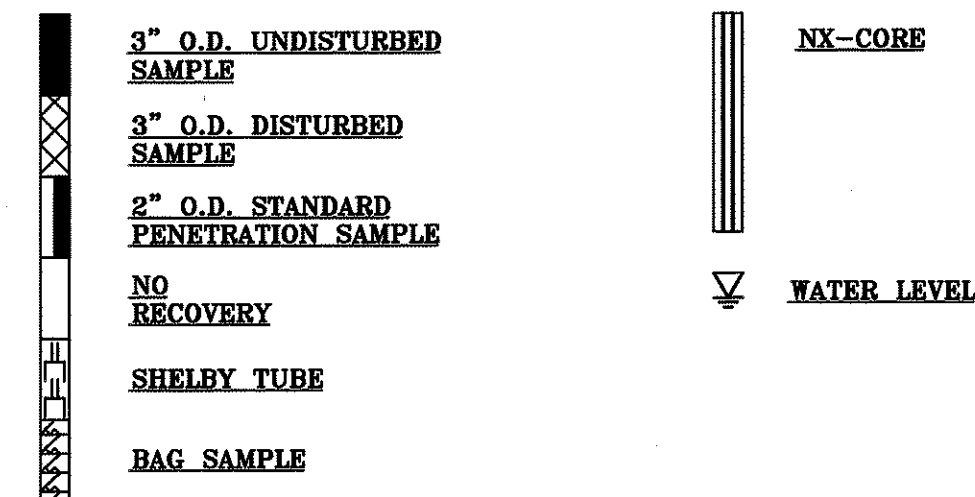 3" O.D. UNDISTURBED
SAMPLE
3" O.D. DISTURBED
SAMPLE
2" O.D. STANDARD
PENETRATION SAMPLE
NO
RECOVERY
SHELBY TUBE
BAG SAMPLE
NX-CORE
WATER LEVEL